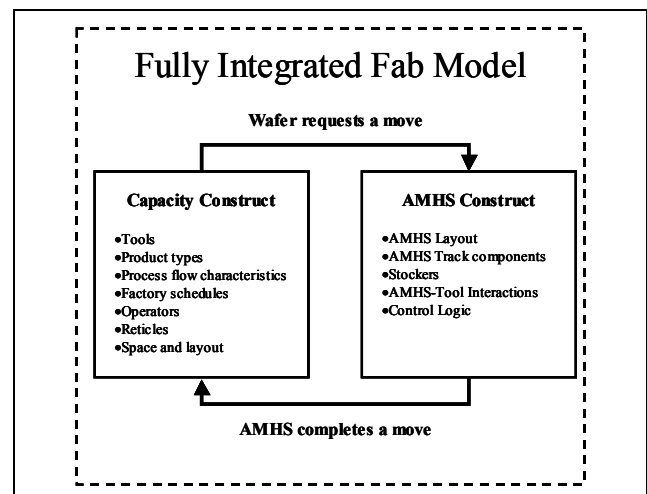 Fully Integrated Fab Model
Wafer requests a move
Capacity Construct
•Tools
•Product types
•Process flow characteristics
•Factory schedules
•Operators
•Reticles
•Space and layout
AMHS Construct
•AMHS Layout
•AMHS Track components
•Stockers
•AMHS-Tool Interactions
•Control Logic
AMHS completes a move